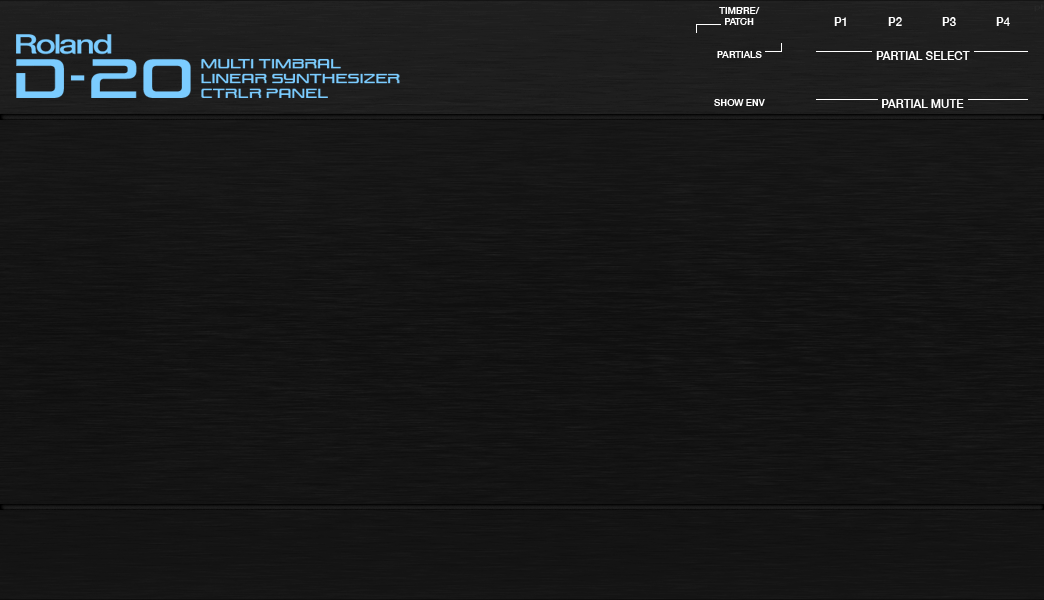 Roland
D-20
MULTI TIMBRAL
LINEAR SYNTHESIZER
CTRLR PANEL
TIMBRE/
PATCH
PARTIALS
SHOW ENV
P1 P2 P3 P4
PARTIAL SELECT
PARTIAL MUTE